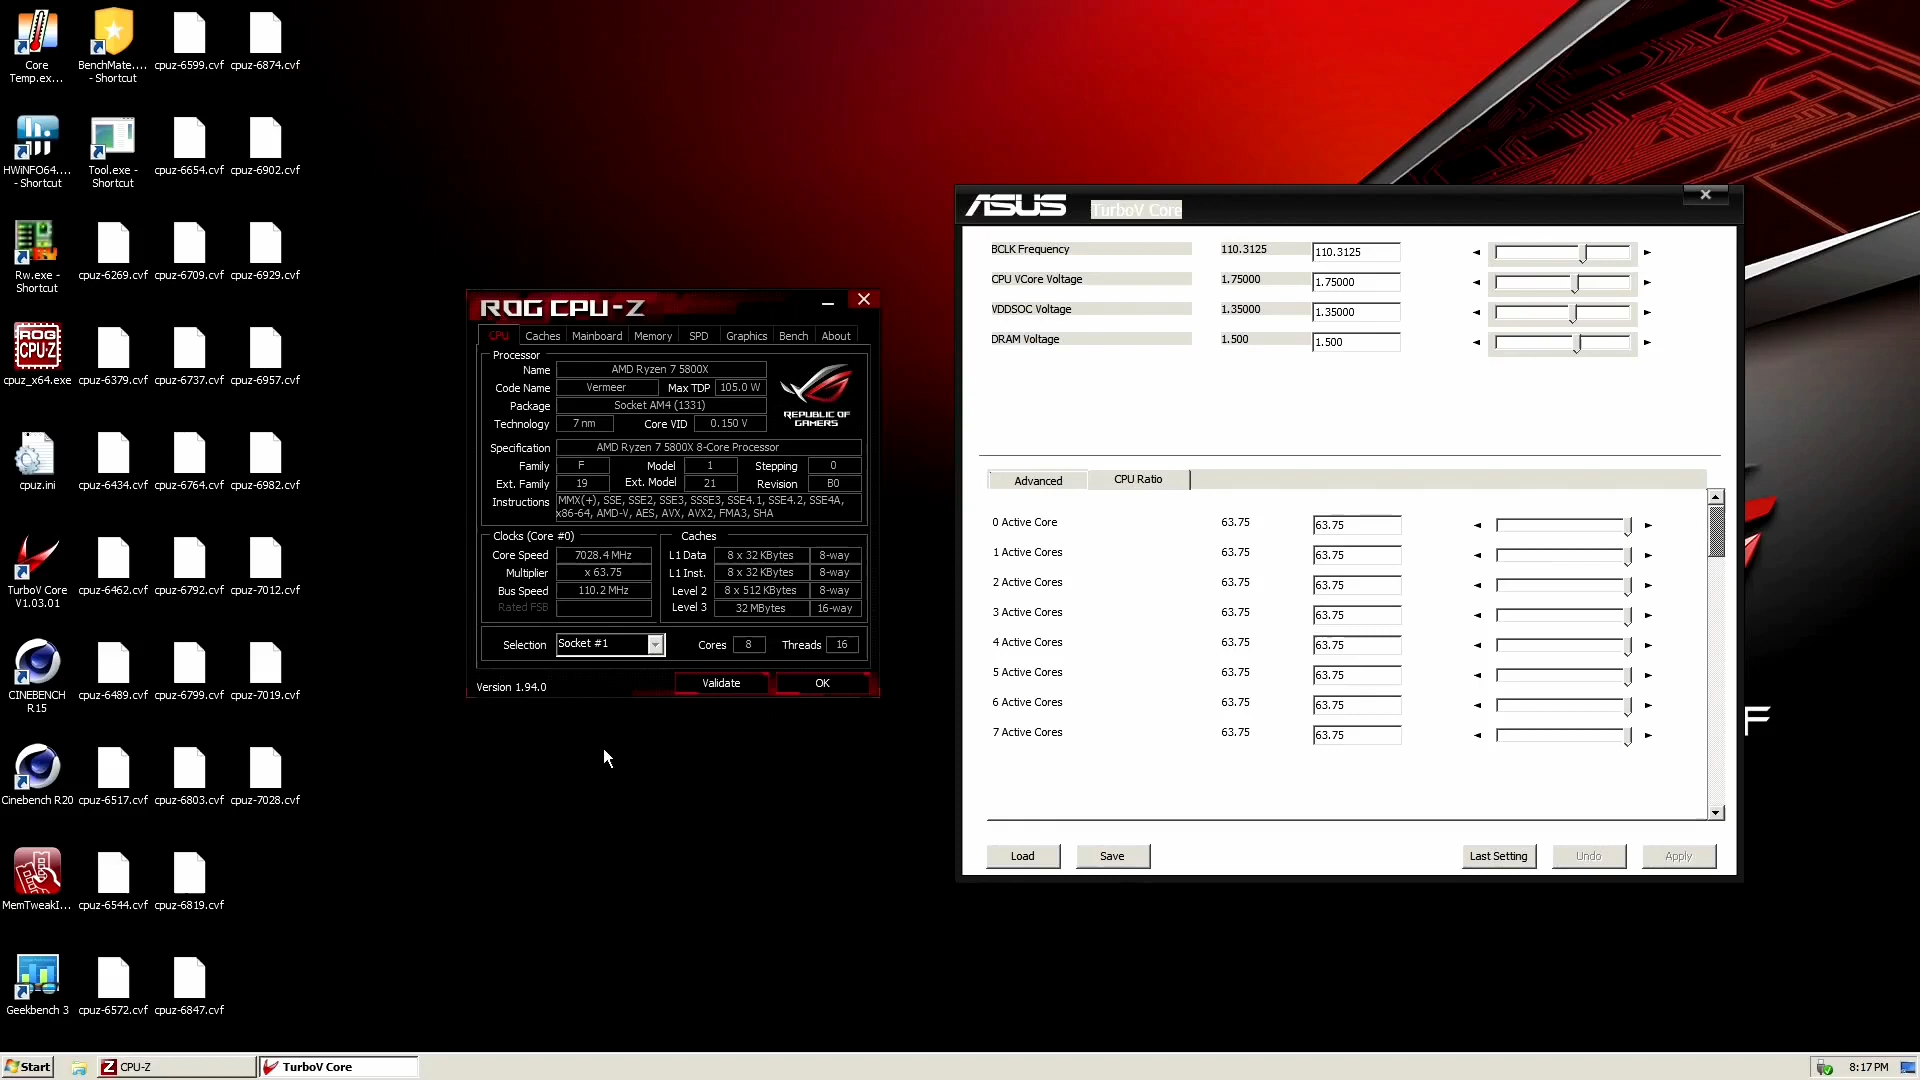 Core
Temp.ex...
BenchMate....
- Shortcut
cpuz-6599.cvf
cpuz-6874.cvf
HWiNFO64....
- Shortcut
Tool.exe -
Shortcut
cpuz-6654.cvf
cpuz-6902.cvf
Rw.exe -
Shortcut
cpuz-6269.cvf
cpuz-6709.cvf
cpuz-6929.cvf
ROG
CPU-Z
cpuz_x64.exe
cpuz-6379.cvf
cpuz-6737.cvf
cpuz-6957.cvf
cpuz.ini
cpuz-6434.cvf
cpuz-6764.cvf
cpuz-6982.cvf
TurboV Core
V1.03.01
cpuz-6462.cvf
cpuz-6792.cvf
cpuz-7012.cvf
CINEBENCH
R15
cpuz-6489.cvf
cpuz-6799.cvf
cpuz-7019.cvf
Cinebench R20
cpuz-6517.cvf
cpuz-6803.cvf
cpuz-7028.cvf
MemTweakI...
cpuz-6544.cvf
cpuz-6819.cvf
Geekbench 3
cpuz-6572.cvf
cpuz-6847.cvf
ROG CPU-Z
CPU Caches Mainboard Memory SPD Graphics Bench About
Processor
Name AMD Ryzen 7 5800X
Code Name Vermeer Max TDP 105.0 W
Package Socket AM4 (1331)
Technology 7 nm Core VID 0.150 V
REPUBLIC OF
GAMERS
Specification AMD Ryzen 7 5800X 8-Core Processor
Family F Model 1 Stepping 0
Ext. Family 19 Ext. Model 21 Revision B0
Instructions MMX(+), SSE, SSE2, SSE3, SSSE3, SSE4.1, SSE4.2, SSE4A,
x86-64, AMD-V, AES, AVX, AVX2, FMA3, SHA
Clocks (Core #0)
Core Speed 7028.4 MHz
Multiplier x 63.75
Bus Speed 110.2 MHz
Rated FSB
Caches
L1 Data 8 x 32 KBytes 8-way
L1 Inst. 8 x 32 KBytes 8-way
Level 2 8 x 512 KBytes 8-way
Level 3 32 MBytes 16-way
Selection Socket #1 Cores 8 Threads 16
Version 1.94.0 Validate OK
ASUS TurboV Core
BCLK Frequency 110.3125 110.3125
CPU VCore Voltage 1.75000 1.75000
VDDSOC Voltage 1.35000 1.35000
DRAM Voltage 1.500 1.500
Advanced CPU Ratio
0 Active Core 63.75 63.75
1 Active Cores 63.75 63.75
2 Active Cores 63.75 63.75
3 Active Cores 63.75 63.75
4 Active Cores 63.75 63.75
5 Active Cores 63.75 63.75
6 Active Cores 63.75 63.75
7 Active Cores 63.75 63.75
Load Save Last Setting Undo Apply
F
Start CPU-Z TurboV Core 8:17 PM